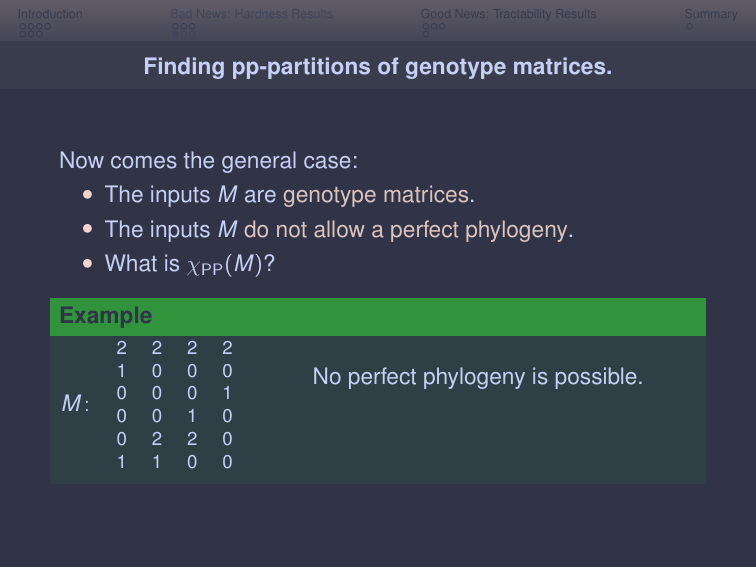 Introduction Bad News: Hardness Results Good News: Tractability Results Summary
Finding pp-partitions of genotype matrices.
Now comes the general case:
• The inputs M are genotype matrices.
• The inputs M do not allow a perfect phylogeny.
• What is χPP(M)?
Example
M:
2 2 2 2
1 0 0 0
0 0 0 1
0 0 1 0
0 2 2 0
1 1 0 0
No perfect phylogeny is possible.